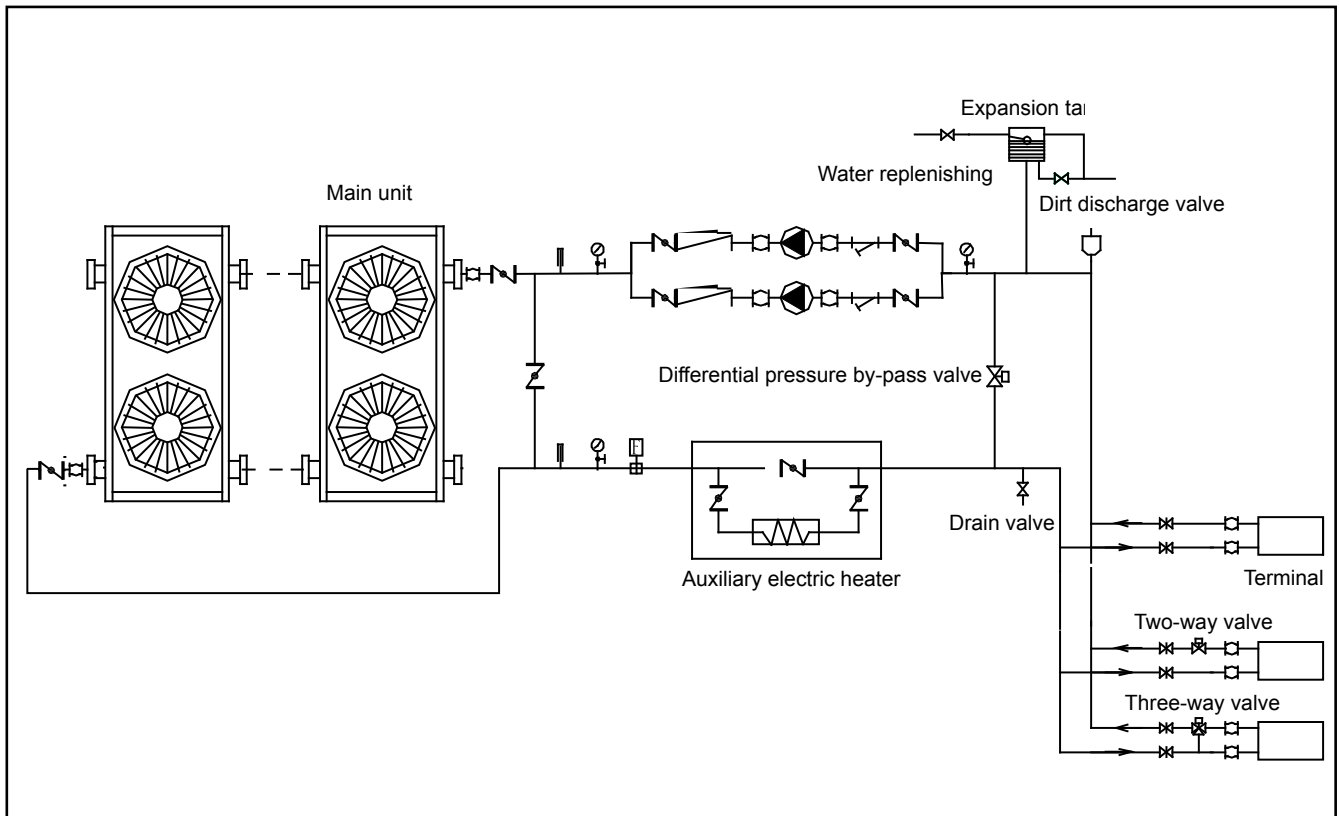 Expansion ta
Water replenishing
Main unit
Dirt discharge valve
Differential pressure by-pass valve
Drain valve
Auxiliary electric heater
Terminal
Two-way valve
Three-way valve